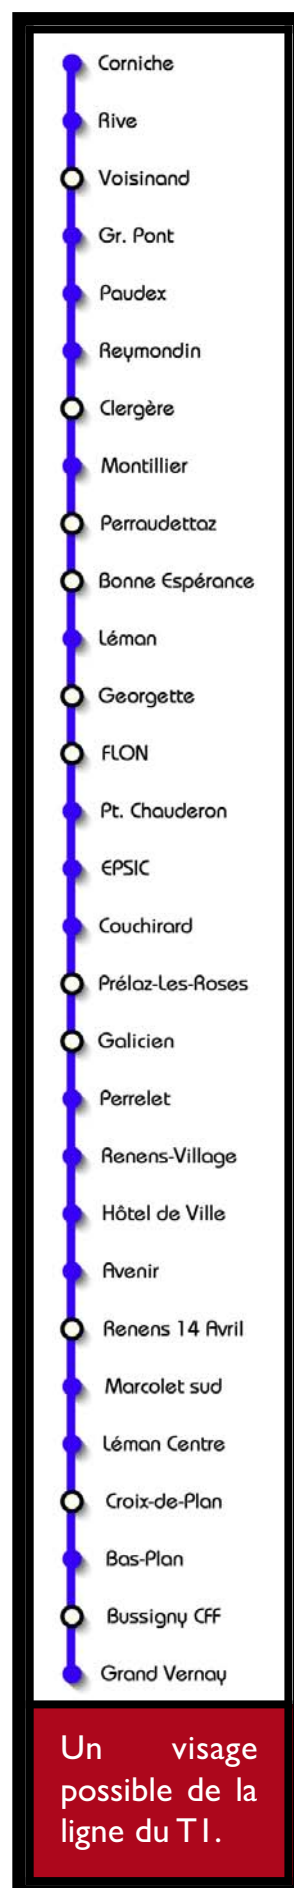 Corniche
Rive
Voisinand
Gr. Pont
Paudex
Reymondin
Clergère
Montillier
Perraudettaz
Bonne Espérance
Léman
Georgette
FLON
Pt. Chauderon
EPSIC
Couchirard
Prélaz-Les-Roses
Galicien
Perrelet
Renens-Village
Hôtel de Ville
Avenir
Renens 14 Avril
Marcolet sud
Léman Centre
Croix-de-Plan
Bas-Plan
Bussigny CFF
Grand Vernay
Un visage
possible de la
ligne du T1.